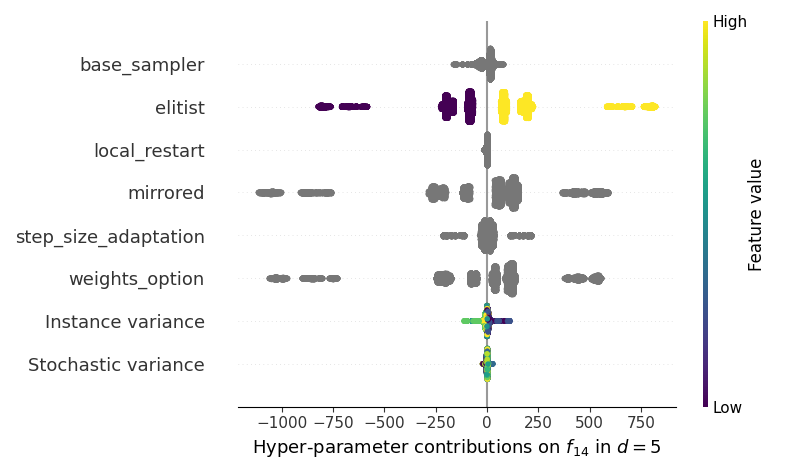 High
base_sampler
elitist
local_restart
mirrored
step_size_adaptation
weights_option
Instance variance
Stochastic variance
Feature value
Low
−1000 −750 −500 −250 0 250 500 750
Hyper-parameter contributions on f14 in d = 5